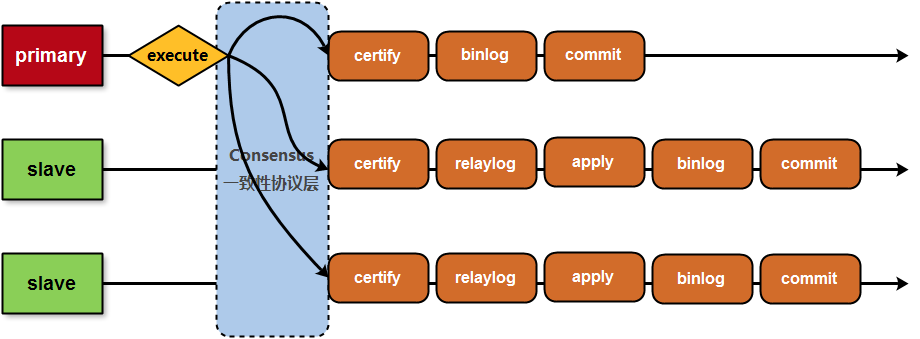 primary
execute
certify
binlog
commit
slave
Consensus
一致性协议层
certify
relaylog
apply
binlog
commit
slave
certify
relaylog
apply
binlog
commit